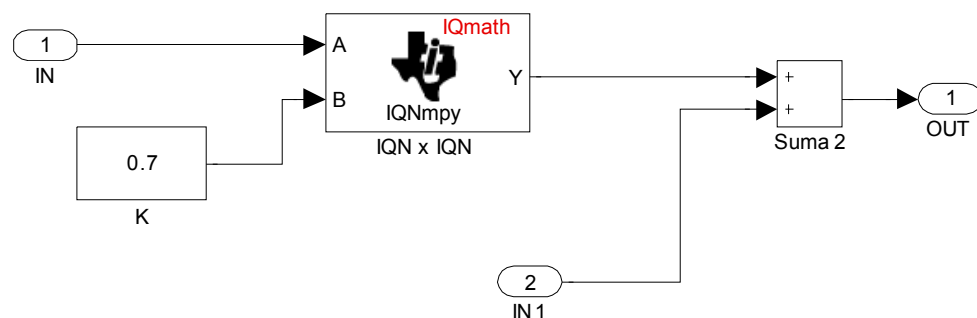 1
IN
0.7
K
IQmath
A
B
Y
IQNmpy
IQN x IQN
+
+
Suma 2
1
OUT
2
IN 1